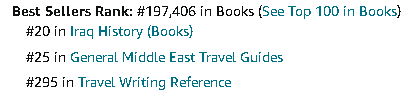 Best Sellers Rank: #197,406 in Books (See Top 100 in Books)
#20 in Iraq History (Books)
#25 in General Middle East Travel Guides
#295 in Travel Writing Reference